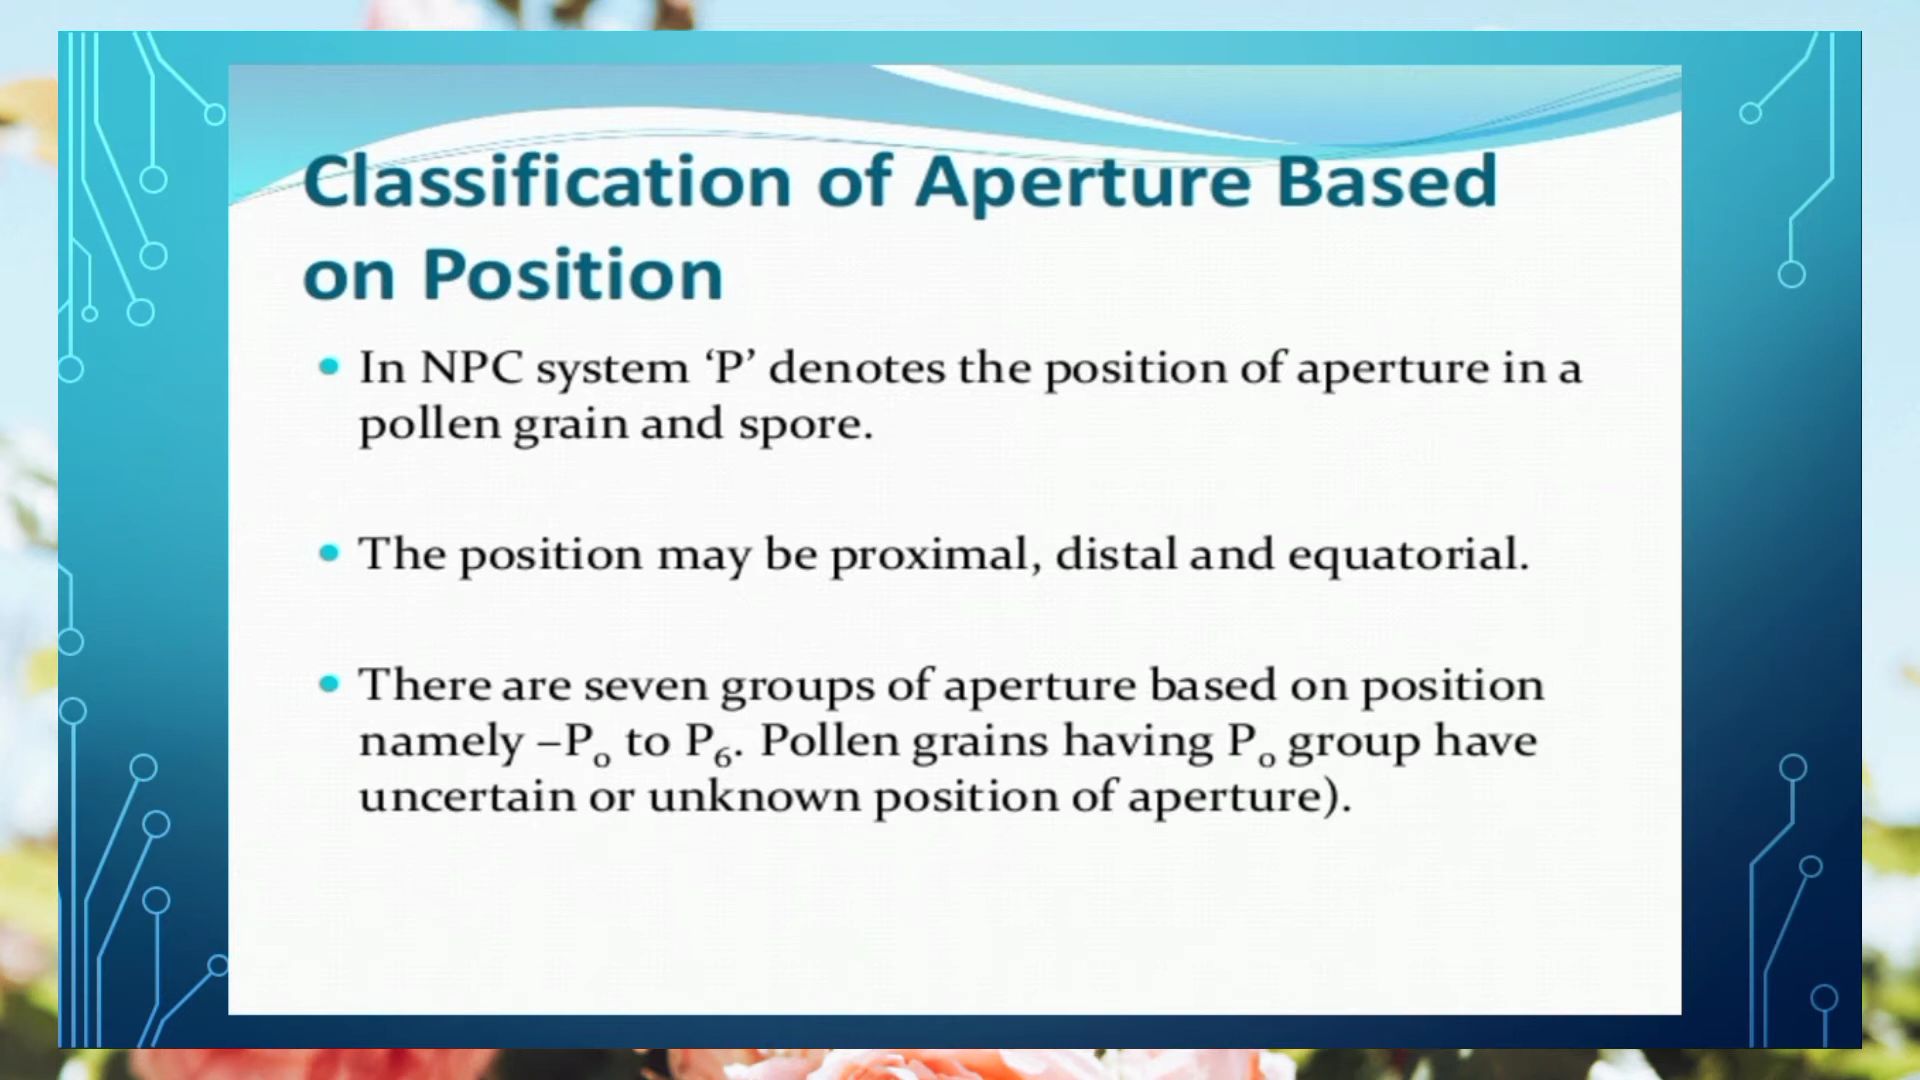 Classification of Aperture Based
on Position
• In NPC system ‘P’ denotes the position of aperture in a
pollen grain and spore.
• The position may be proximal, distal and equatorial.
• There are seven groups of aperture based on position
namely –P₀ to P₆. Pollen grains having P₀ group have
uncertain or unknown position of aperture).